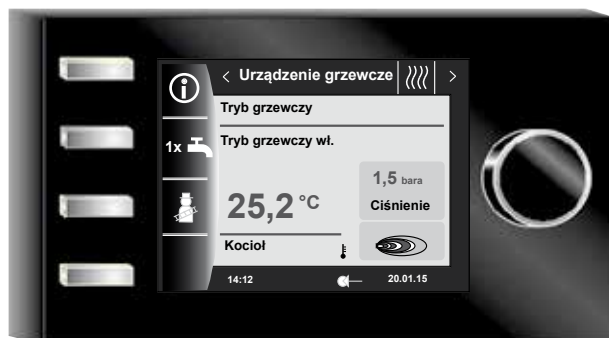 < Urządzenie grzewcze >
Tryb grzewczy
1x
Tryb grzewczy wł.
1,5 bara
Ciśnienie
25,2 °C
Kocioł
14:12
20.01.15